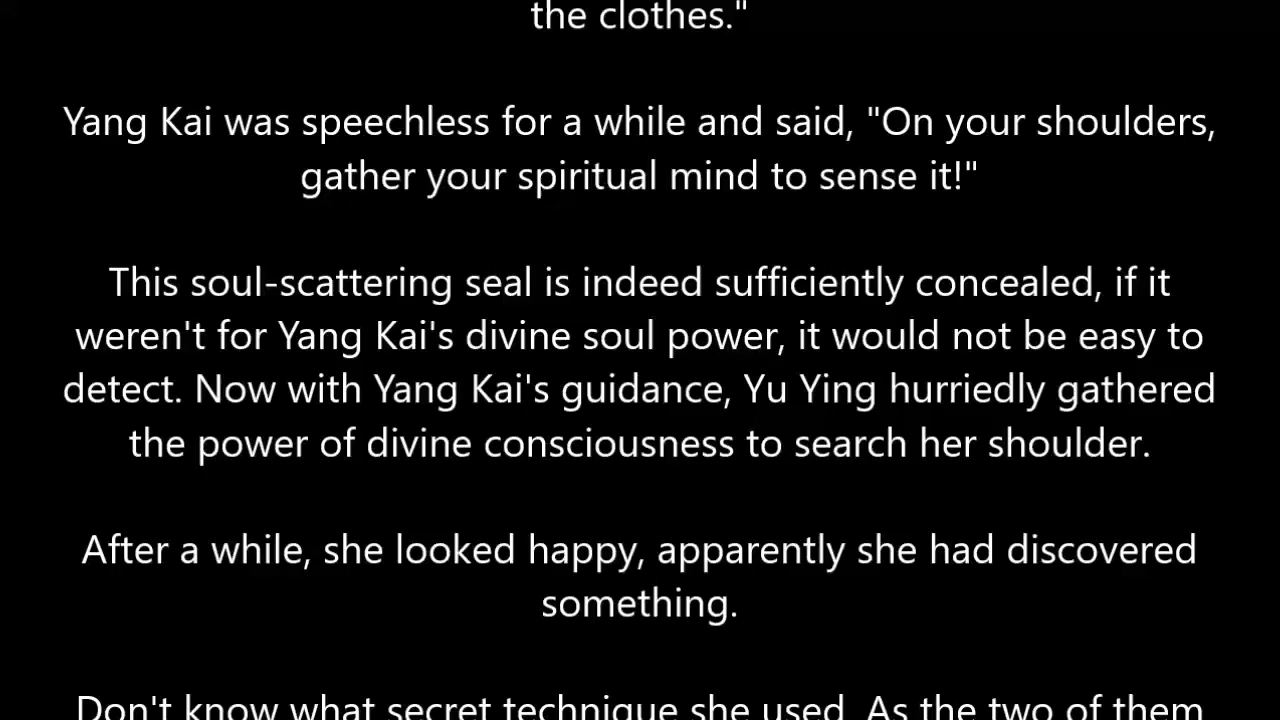 the clothes."
Yang Kai was speechless for a while and said, "On your shoulders,
gather your spiritual mind to sense it!"
This soul-scattering seal is indeed sufficiently concealed, if it
weren't for Yang Kai's divine soul power, it would not be easy to
detect. Now with Yang Kai's guidance, Yu Ying hurriedly gathered
the power of divine consciousness to search her shoulder.
After a while, she looked happy, apparently she had discovered
something.
Don't know what secret technique she used. As the two of them